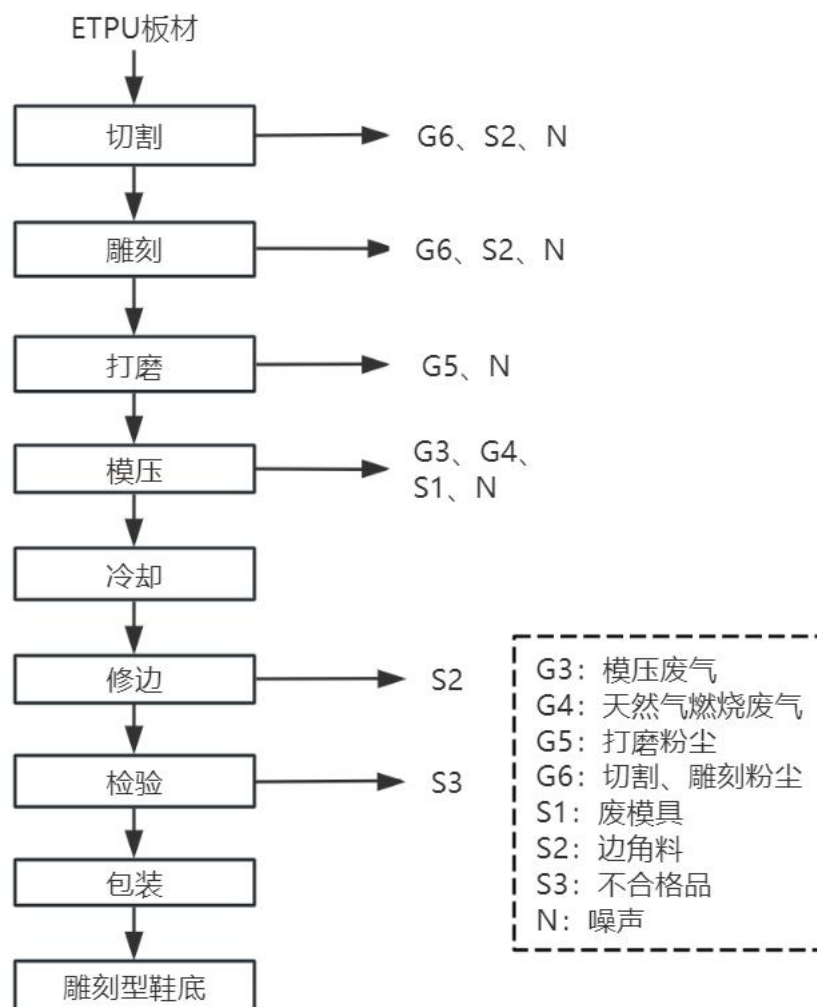 ETPU板材
切割
G6、S2、N
雕刻
G6、S2、N
打磨
G5、N
模压
G3、G4、
S1、N
冷却
修边
S2
检验
S3
包装
雕刻型鞋底
G3：模压废气
G4：天然气燃烧废气
G5：打磨粉尘
G6：切割、雕刻粉尘
S1：废模具
S2：边角料
S3：不合格品
N：噪声